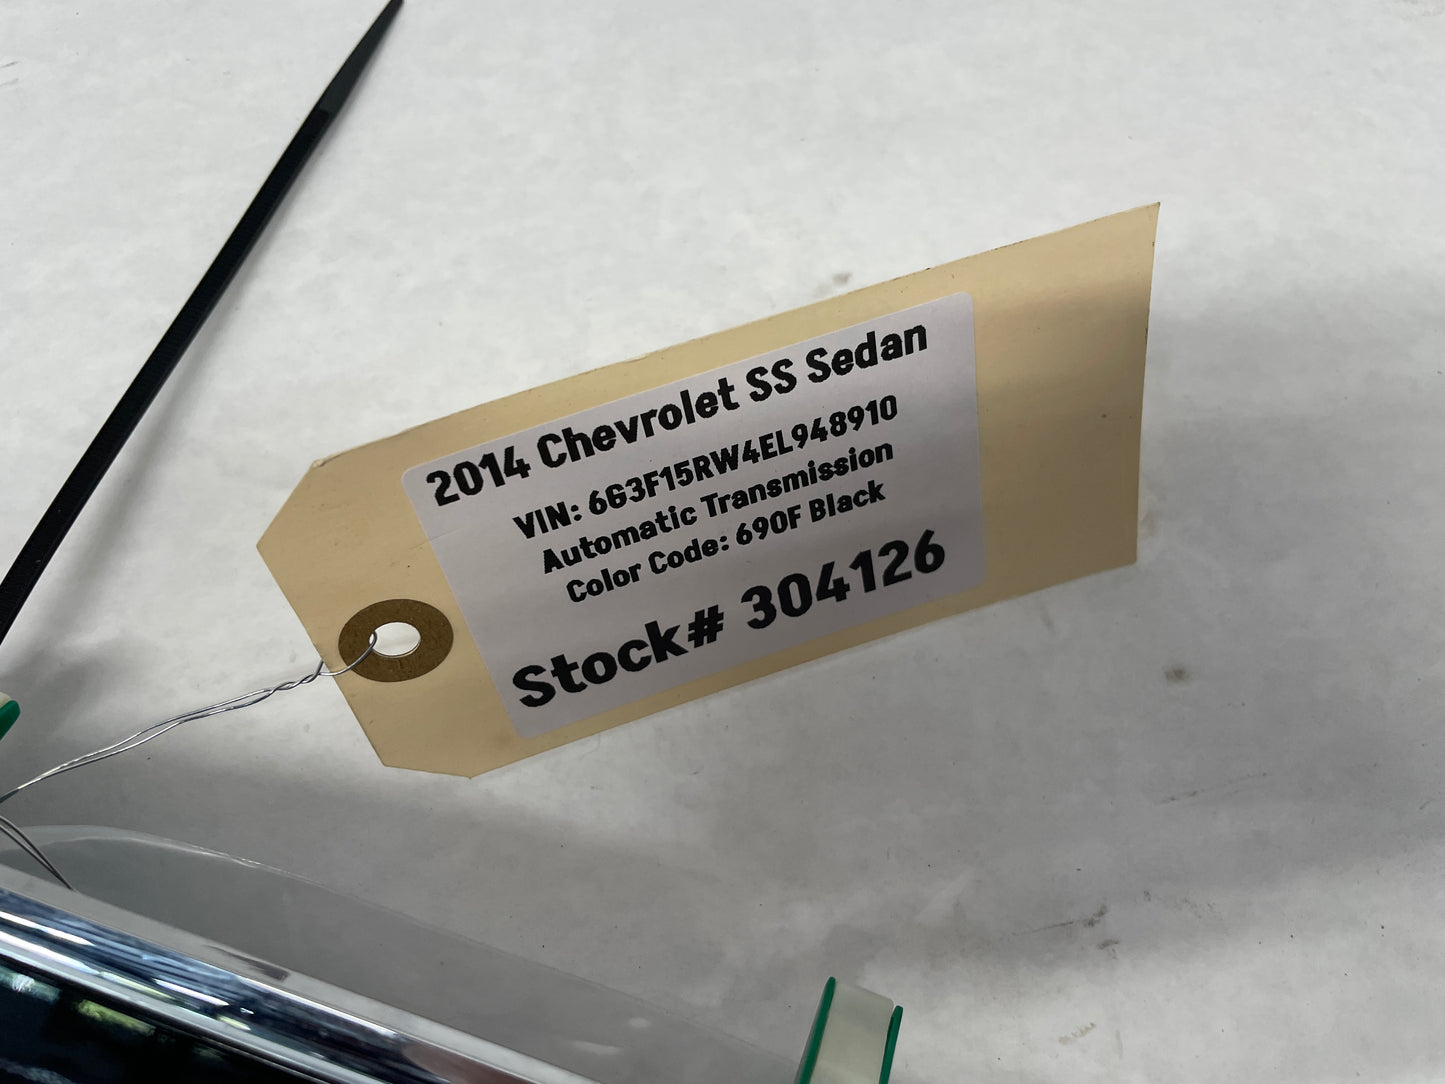 2014 Chevrolet SS Sedan
VIN: 6G3F15RW4EL948910
Automatic Transmission
Color Code: 690F Black
Stock# 304126